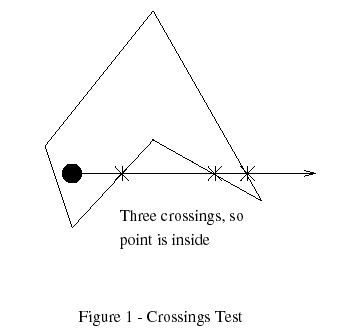 Three crossings, so
point is inside
Figure 1 - Crossings Test